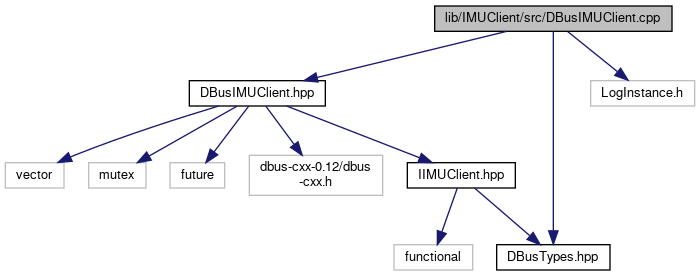 lib/IMUClient/src/DBusIMUClient.cpp
DBusIMUClient.hpp
LogInstance.h
vector
mutex
future
dbus-cxx-0.12/dbus
-cxx.h
IIMUClient.hpp
functional
DBusTypes.hpp